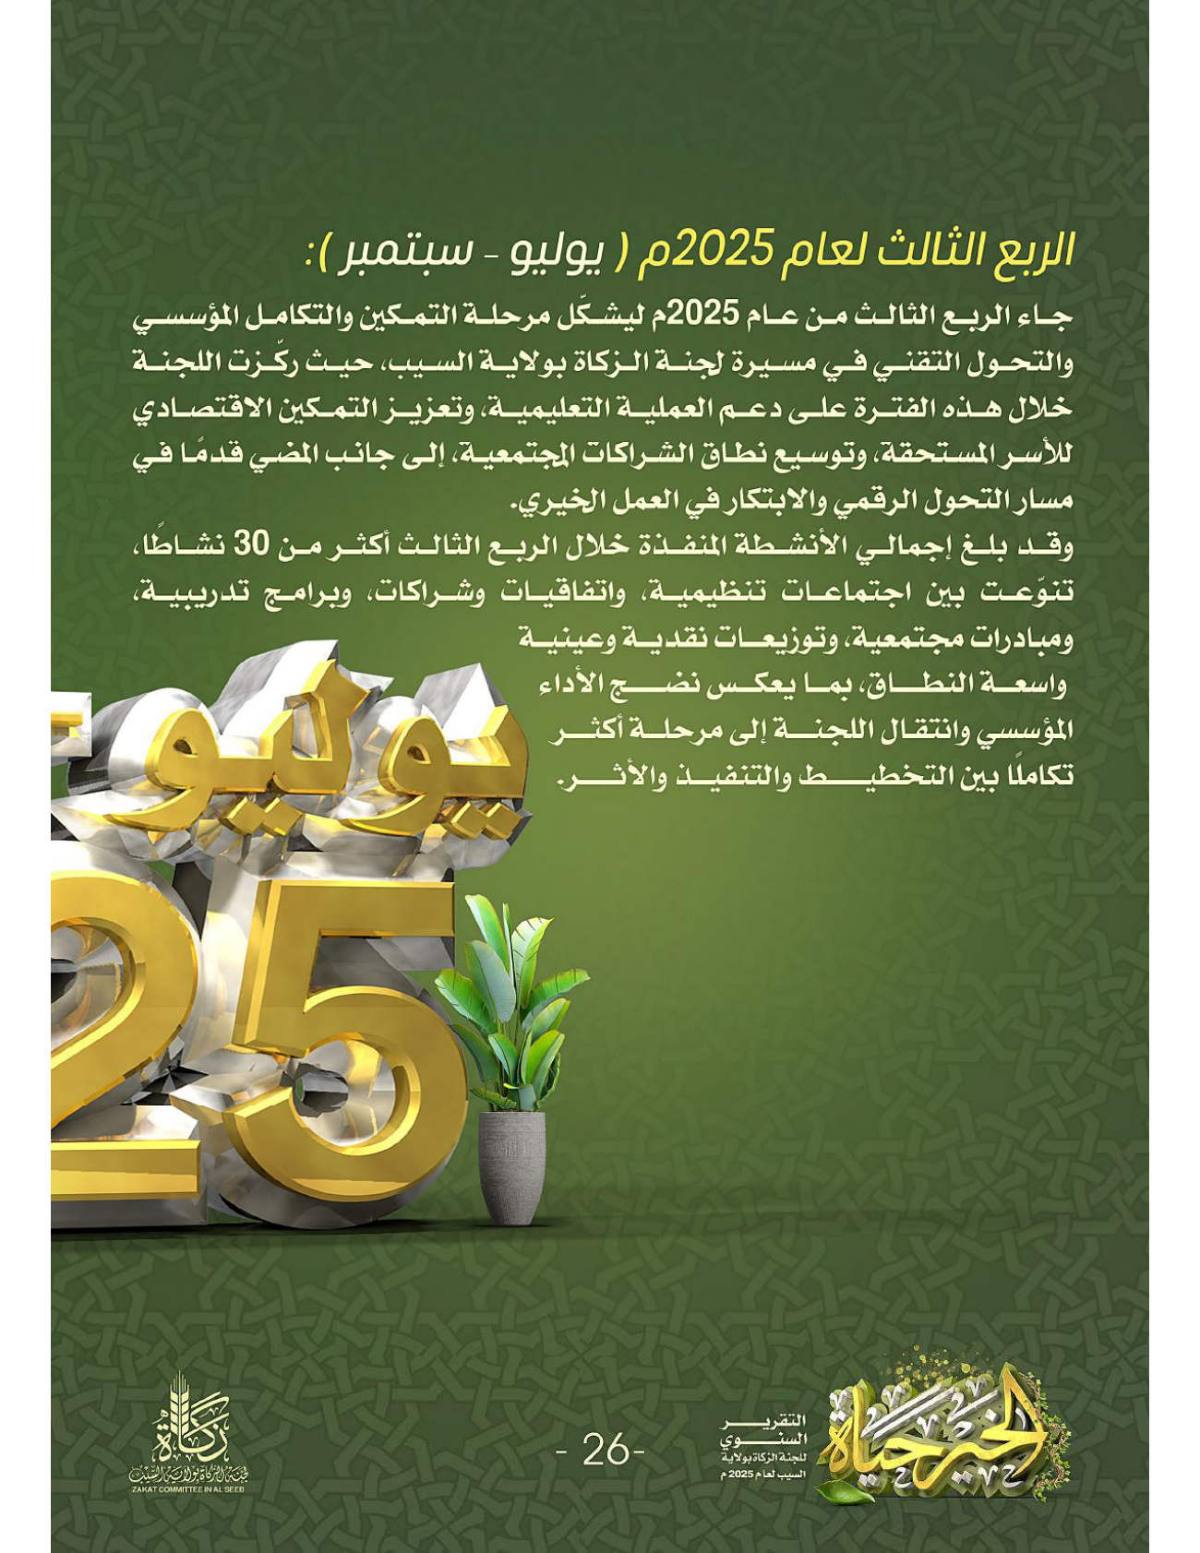 الربع الثالث لعام 2025م ( يوليو - سبتمبر ):
جاء الربع الثالث من عام 2025م ليشكّل مرحلة التمكين والتكامل المؤسسي
والتحول التقني في مسيرة لجنة الزكاة بولاية السيب، حيث ركّزت اللجنة
خلال هذه الفترة على دعم العملية التعليمية، وتعزيز التمكين الاقتصادي
للأسر المستحقة، وتوسيع نطاق الشراكات المجتمعية، إلى جانب المضي قدمًا في
مسار التحول الرقمي والابتكار في العمل الخيري.
وقد بلغ إجمالي الأنشطة المنفذة خلال الربع الثالث أكثر من 30 نشاطًا،
تنوّعت بين اجتماعات تنظيمية، واتفاقيات وشراكات، وبرامج تدريبية،
ومبادرات مجتمعية، وتوزيعات نقدية وعينية
واسعة النطاق، بما يعكس نضج الأداء
المؤسسي وانتقال اللجنة إلى مرحلة أكثر
تكاملًا بين التخطيط والتنفيذ والأثر.
يوليو -
25
الخير حياة
التقرير
السنوي
للجنة الزكاة بولاية
السيب لعام 2025 م
- 26 -
زكاة
لجنة الزكاة بولاية السيب
ZAKAT COMMITTEE IN AL SEEB